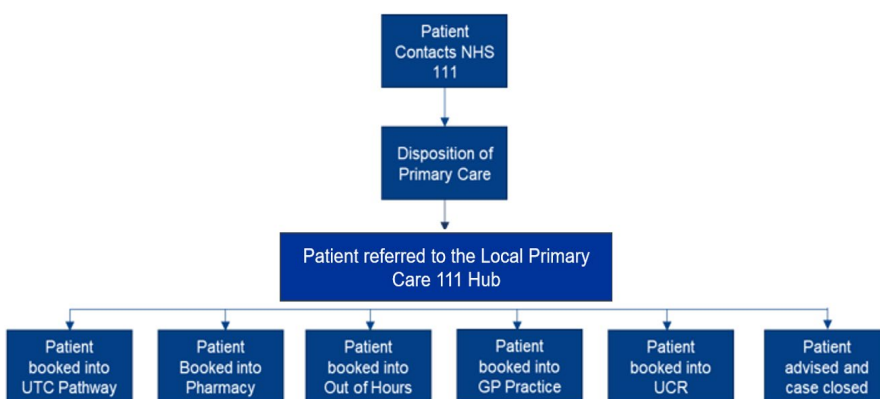 Patient
Contacts NHS
111
Disposition of
Primary Care
Patient referred to the Local Primary
Care 111 Hub
Patient
booked into
UTC Pathway
Patient
Booked into
Pharmacy
Patient
booked into
Out of Hours
Patient
booked into
GP Practice
Patient
booked into
UCR
Patient
advised and
case closed